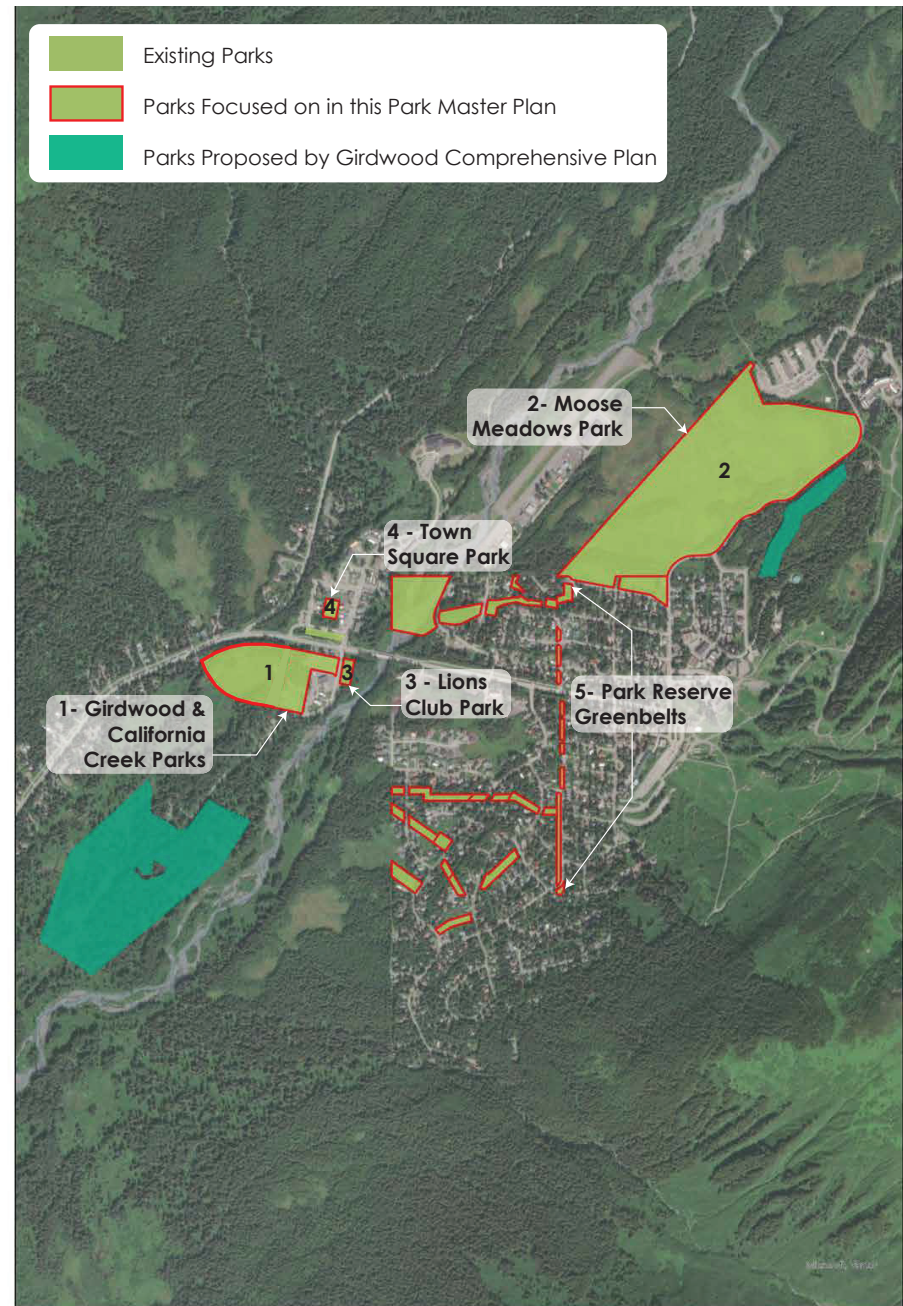 Existing Parks
Parks Focused on in this Park Master Plan
Parks Proposed by Girdwood Comprehensive Plan
2- Moose
Meadows Park
2
4 - Town
Square Park
4
1
3
3 - Lions
Club Park
5- Park Reserve
Greenbelts
1- Girdwood &
California
Creek Parks